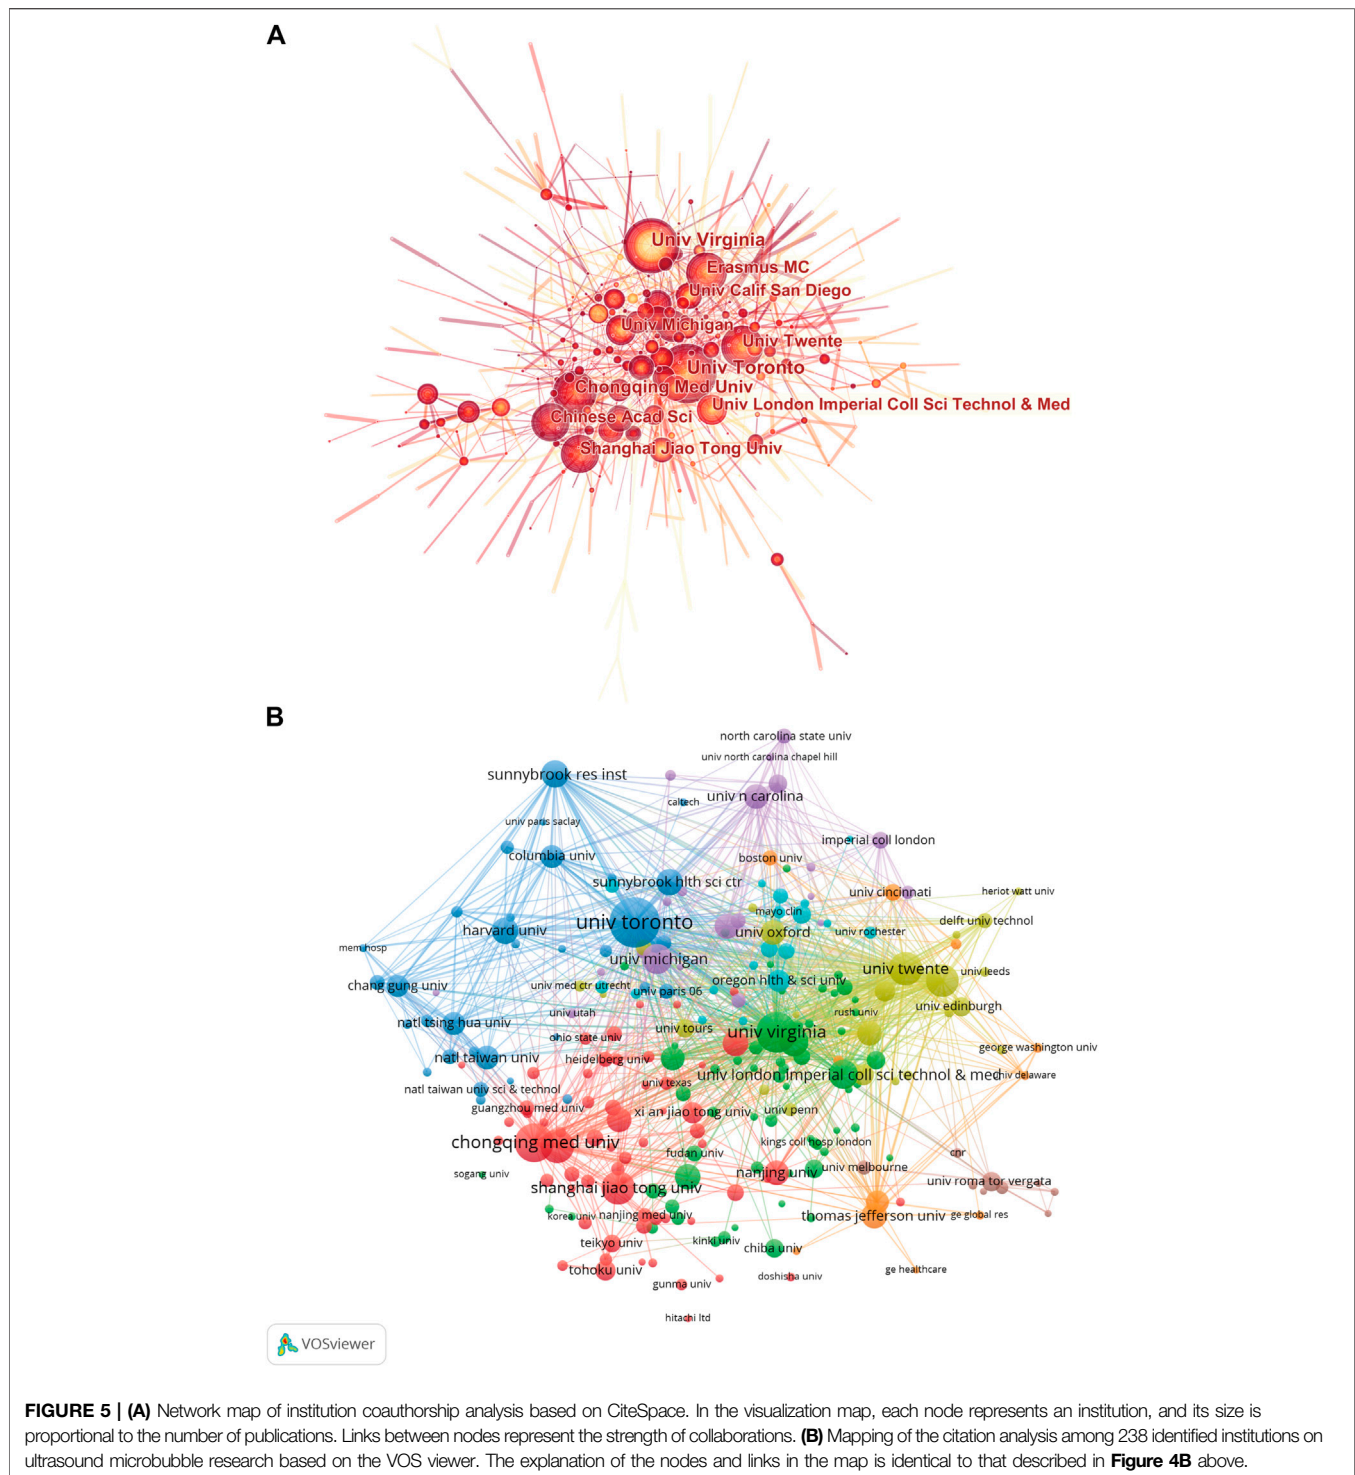 A
Univ Virginia
Erasmus MC
Univ Calif San Diego
Univ Michigan
Univ Twente
Univ Toronto
Chongqing Med Univ
Univ London Imperial Coll Sci Technol & Med
Chinese Acad Sci
Shanghai Jiao Tong Univ
B
north carolina state univ
univ north carolina chapel hill
sunnybrook res inst
caltech
univ n carolina
univ paris saclay
imperial coll london
columbia univ
boston univ
sunnybrook hlth sci ctr
univ cincinnati
heriot watt univ
mayo clin
univ toronto
delft univ technol
harvard univ
univ oxford
univ rochester
mem hosp
univ michigan
univ twente
univ leeds
chang gung univ
univ med ctr utrecht
univ paris 06
oregon hlth & sci univ
univ edinburgh
univ utah
rush univ
natl tsing hua univ
univ tours
univ virginia
ohio state univ
george washington univ
natl taiwan univ
heidelberg univ
univ texas
univ london imperial coll sci technol & med
univ delaware
natl taiwan univ sci & technol
guangzhou med univ
xi an jiao tong univ
univ penn
chongqing med univ
kings coll hosp london
fudan univ
cnr
sogang univ
nanjing univ
univ melbourne
shanghai jiao tong univ
univ roma tor vergata
korea univ
nanjing med univ
thomas jefferson univ
ge global res
teikyo univ
kinki univ
chiba univ
tohoku univ
ge healthcare
gunma univ
doshisha univ
hitachi ltd
VOSviewer
FIGURE 5 | (A) Network map of institution coauthorship analysis based on CiteSpace. In the visualization map, each node represents an institution, and its size is
proportional to the number of publications. Links between nodes represent the strength of collaborations. (B) Mapping of the citation analysis among 238 identified institutions on
ultrasound microbubble research based on the VOS viewer. The explanation of the nodes and links in the map is identical to that described in Figure 4B above.